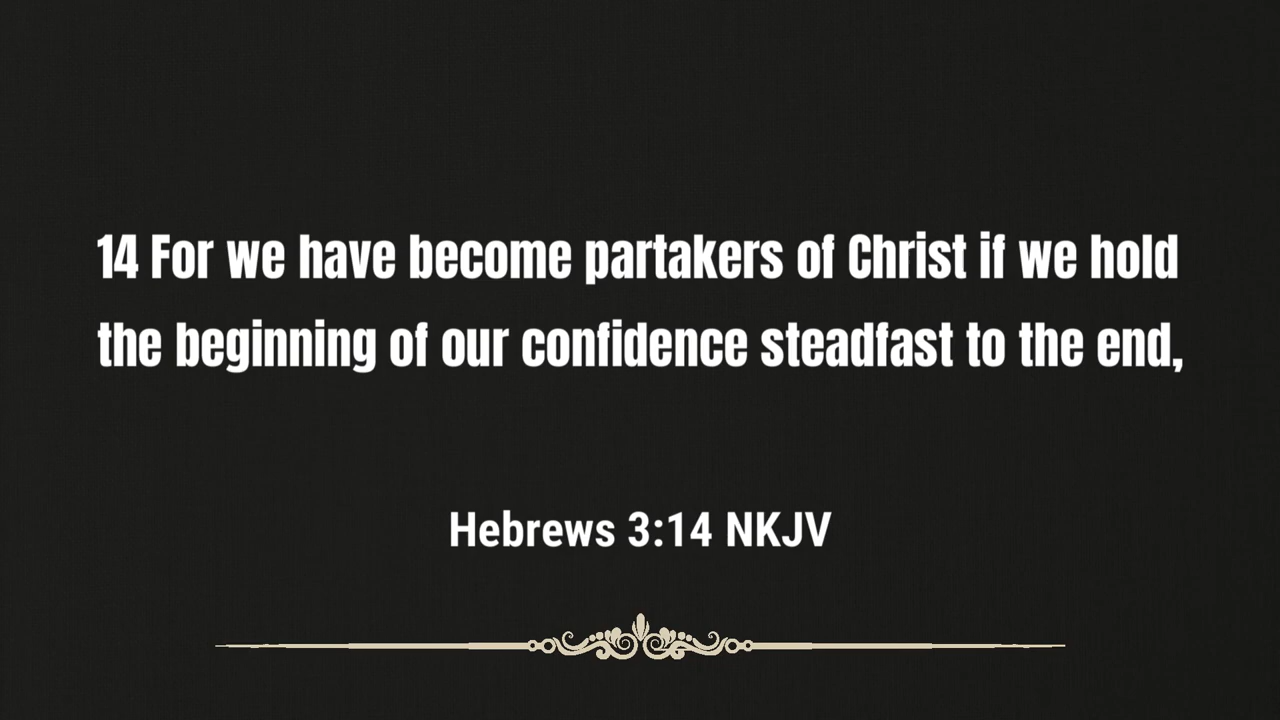 14 For we have become partakers of Christ if we hold
the beginning of our confidence steadfast to the end,
Hebrews 3:14 NKJV